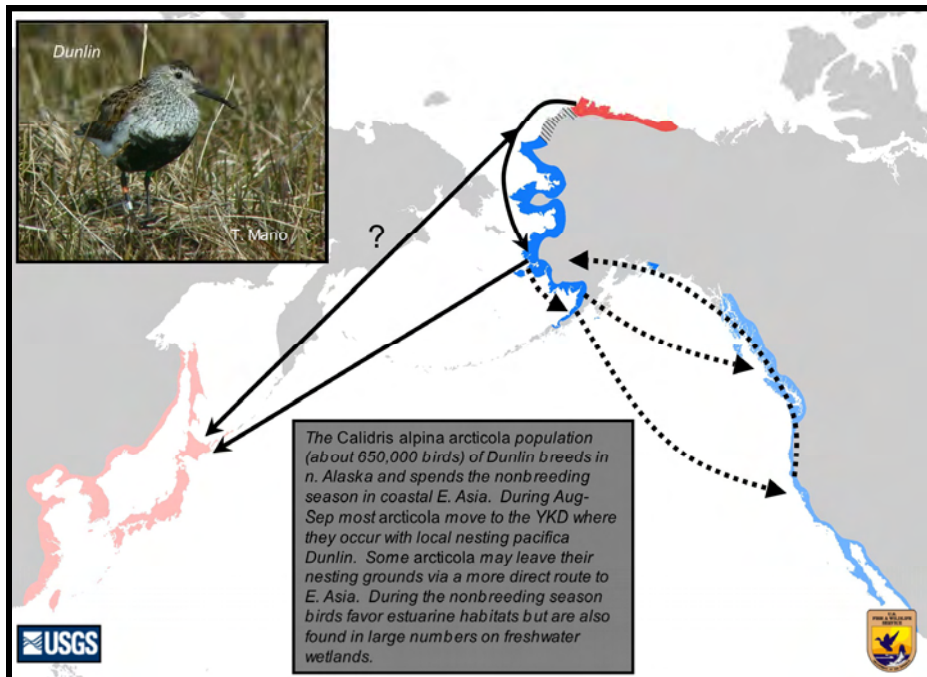 Dunlin
T. Mano
?
The Calidris alpina arcticola population
(about 650,000 birds) of Dunlin breeds in
n. Alaska and spends the nonbreeding
season in coastal E. Asia. During Aug-
Sep most arcticola move to the YKD where
they occur with local nesting pacifica
Dunlin. Some arcticola may leave their
nesting grounds via a more direct route to
E. Asia. During the nonbreeding season
birds favor estuarine habitats but are also
found in large numbers on freshwater
wetlands.
USGS
U.S.
FISH & WILDLIFE
SERVICE